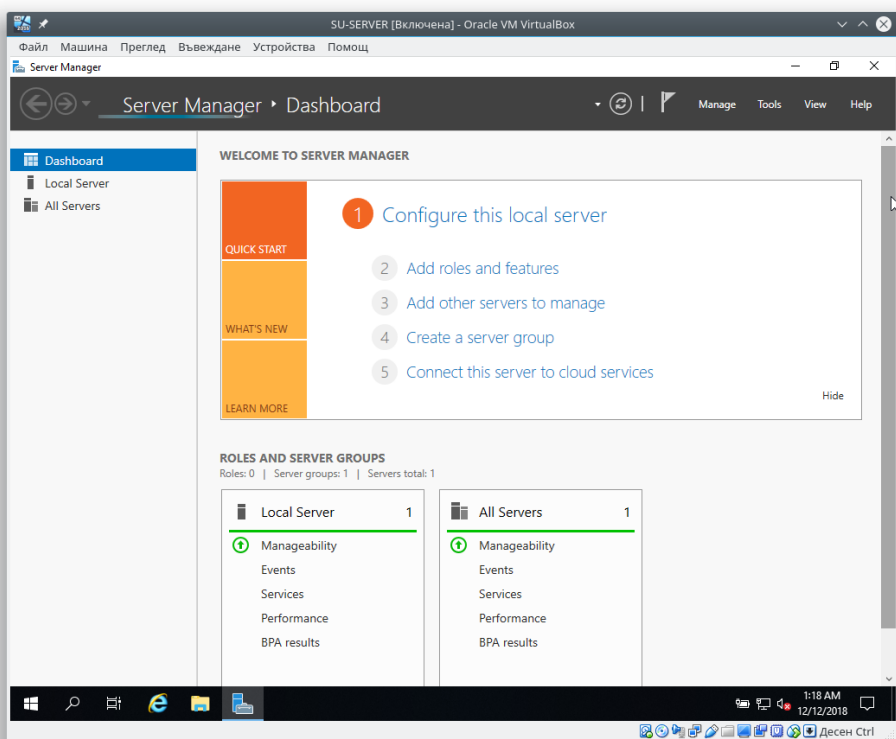 SU-SERVER [Включена] - Oracle VM VirtualBox
Файл Машина Преглед Въвеждане Устройства Помощ
Server Manager
Server Manager • Dashboard
Manage Tools View Help
Dashboard
Local Server
All Servers
WELCOME TO SERVER MANAGER
QUICK START
WHAT'S NEW
LEARN MORE
1 Configure this local server
2 Add roles and features
3 Add other servers to manage
4 Create a server group
5 Connect this server to cloud services
Hide
ROLES AND SERVER GROUPS
Roles: 0 | Server groups: 1 | Servers total: 1
Local Server 1
Manageability
Events
Services
Performance
BPA results
All Servers 1
Manageability
Events
Services
Performance
BPA results
1:18 AM
12/12/2018
Десен Ctrl